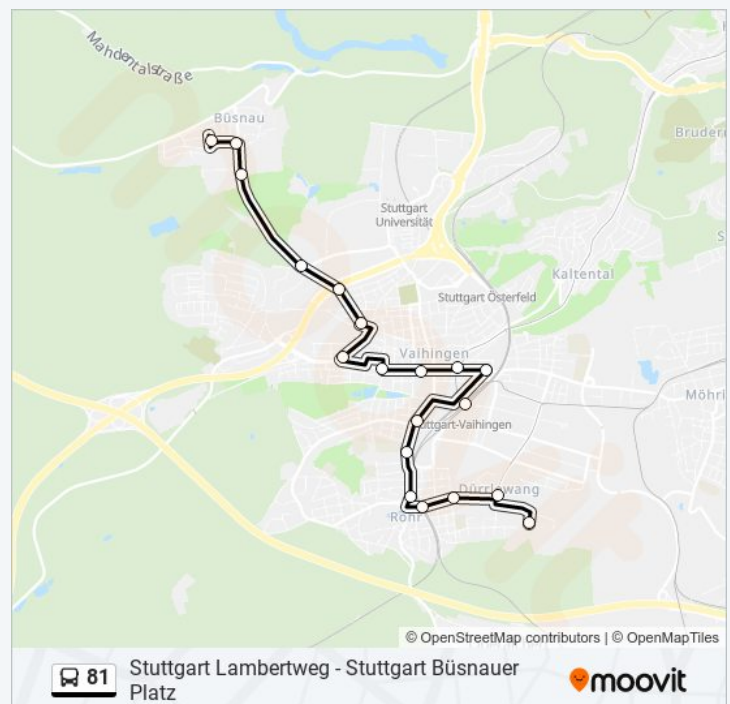 Mahdentalstraße
Büsnau
Bruder
Stuttgart
Universität
Kaltental
Stuttgart Österfeld
Vaihingen
Möhri
uttgart-Vaihingen
Dürrlewang
Rohr
© OpenStreetMap contributors | © OpenMapTiles
81
Stuttgart Lambertweg - Stuttgart Büsnauer
Platz
moovit